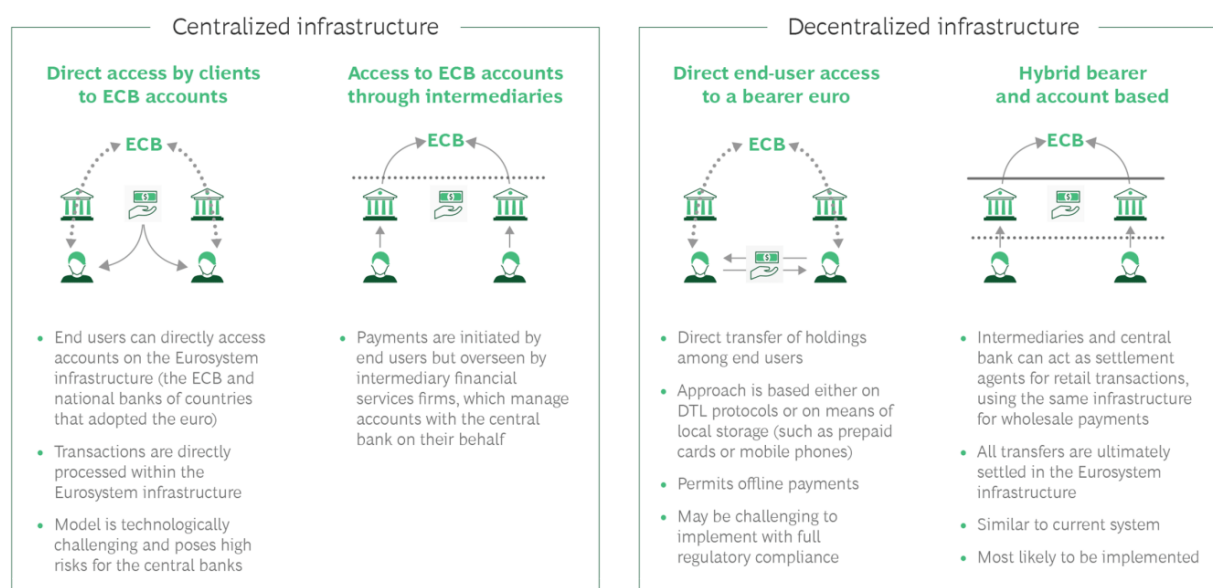 Centralized infrastructure
Direct access by clients
to ECB accounts
ECB
$
• End users can directly access
accounts on the Eurosystem
infrastructure (the ECB and
national banks of countries
that adopted the euro)
• Transactions are directly
processed within the
Eurosystem infrastructure
• Model is technologically
challenging and poses high
risks for the central banks
Access to ECB accounts
through intermediaries
ECB
$
• Payments are initiated by
end users but overseen by
intermediary financial
services firms, which manage
accounts with the central
bank on their behalf
Decentralized infrastructure
Direct end-user access
to a bearer euro
ECB
$
• Direct transfer of holdings
among end users
• Approach is based either on
DTL protocols or on means of
local storage (such as prepaid
cards or mobile phones)
• Permits offline payments
• May be challenging to
implement with full
regulatory compliance
Hybrid bearer
and account based
ECB
$
• Intermediaries and central
bank can act as settlement
agents for retail transactions,
using the same infrastructure
for wholesale payments
• All transfers are ultimately
settled in the Eurosystem
infrastructure
• Similar to current system
• Most likely to be implemented